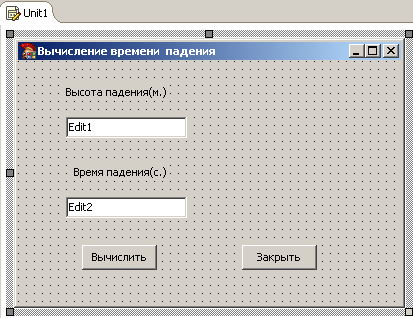 Unit1
Вычисление времени падения
Высота падения(м.)
Edit1
Время падения(с.)
Edit2
Вычислить Закрыть